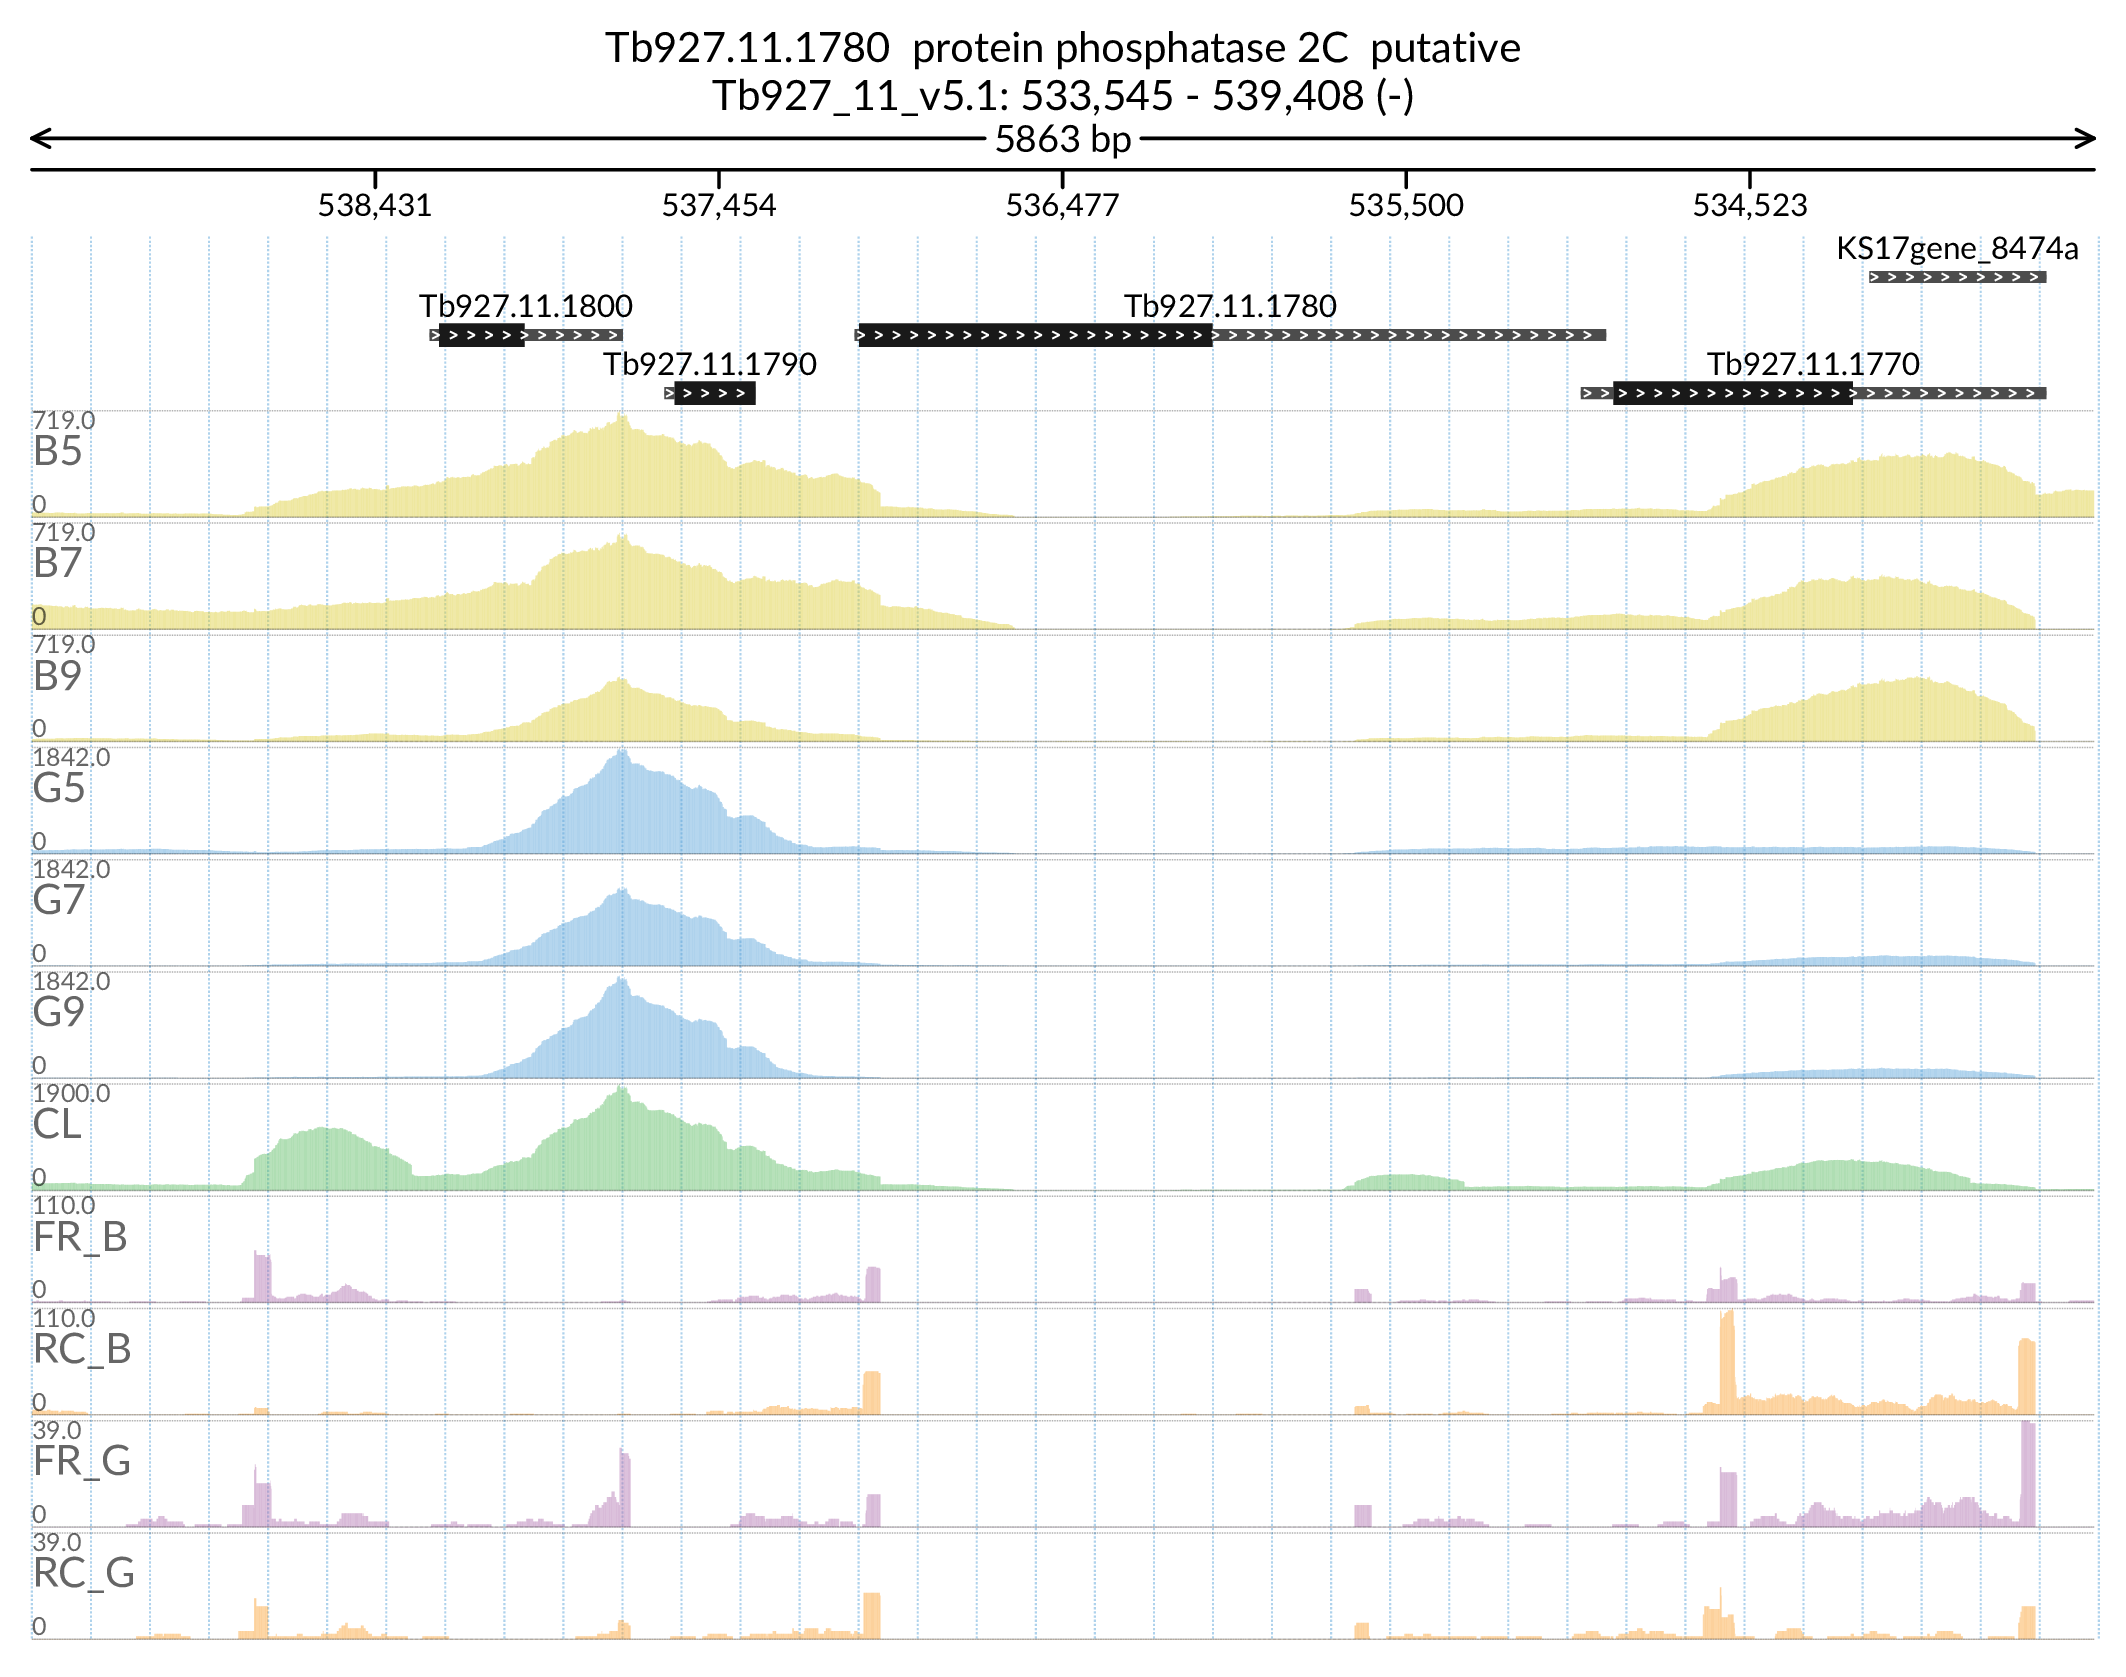 Tb927.11.1780  protein phosphatase 2C  putative
Tb927_11_v5.1: 533,545 - 539,408 (-)
5863 bp
538,431 537,454 536,477 535,500 534,523
KS17gene_8474a
Tb927.11.1800 Tb927.11.1780
Tb927.11.1790 Tb927.11.1770
719.0
B5
0
719.0
B7
0
719.0
B9
0
1842.0
G5
0
1842.0
G7
0
1842.0
G9
0
1900.0
CL
0
110.0
FR_B
0
110.0
RC_B
0
39.0
FR_G
0
39.0
RC_G
0